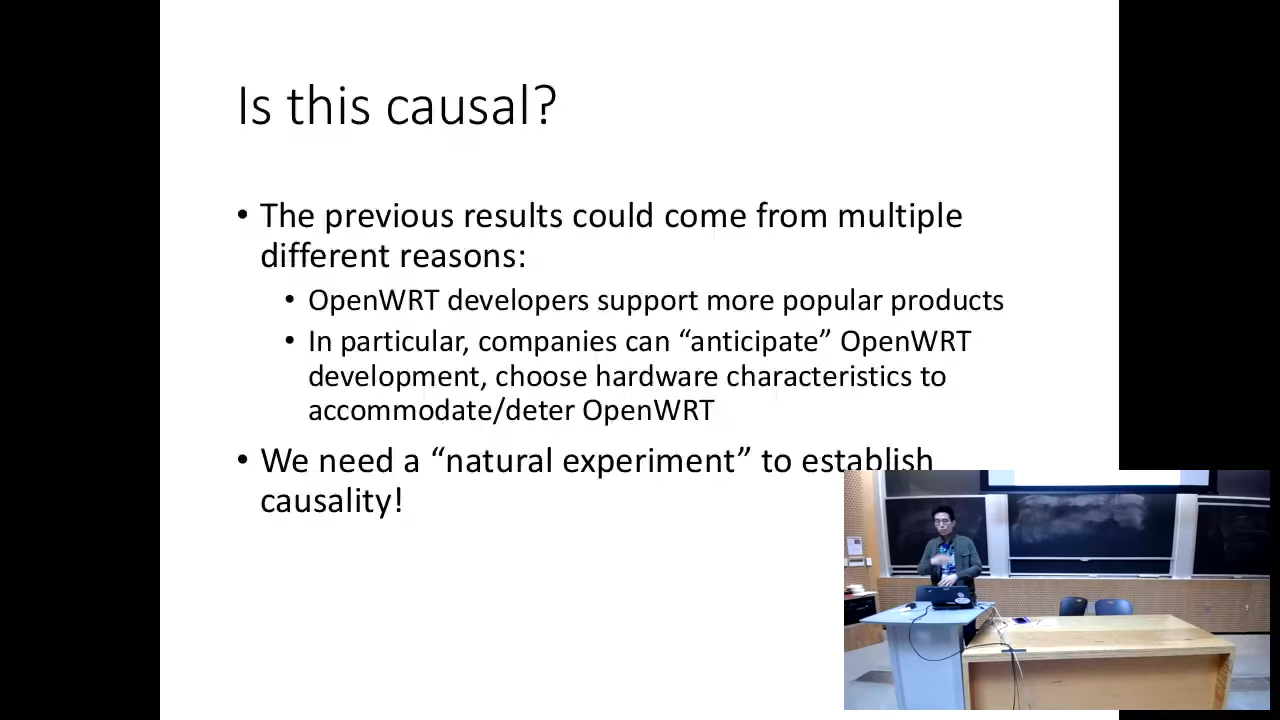 Is this causal?
• The previous results could come from multiple
different reasons:
• OpenWRT developers support more popular products
• In particular, companies can “anticipate” OpenWRT
development, choose hardware characteristics to
accommodate/deter OpenWRT
• We need a “natural experiment” to establish
causality!